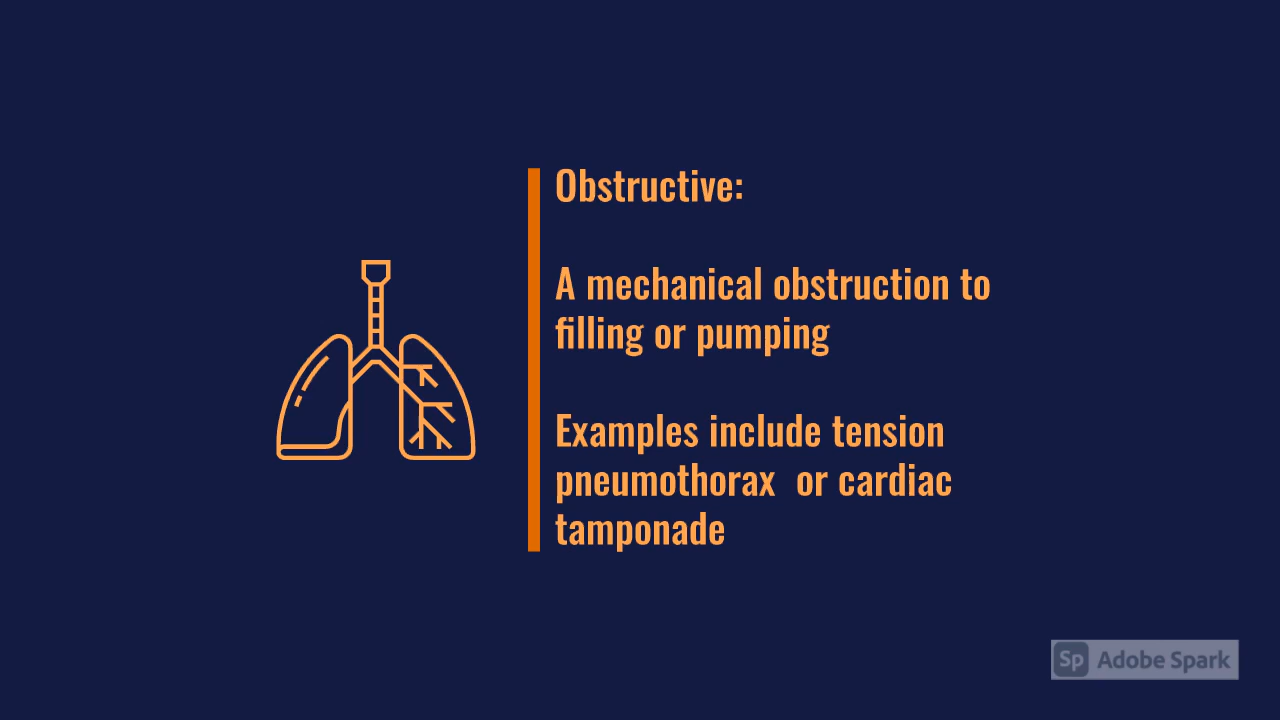 Obstructive:
A mechanical obstruction to
filling or pumping
Examples include tension
pneumothorax  or cardiac
tamponade
Sp Adobe Spark